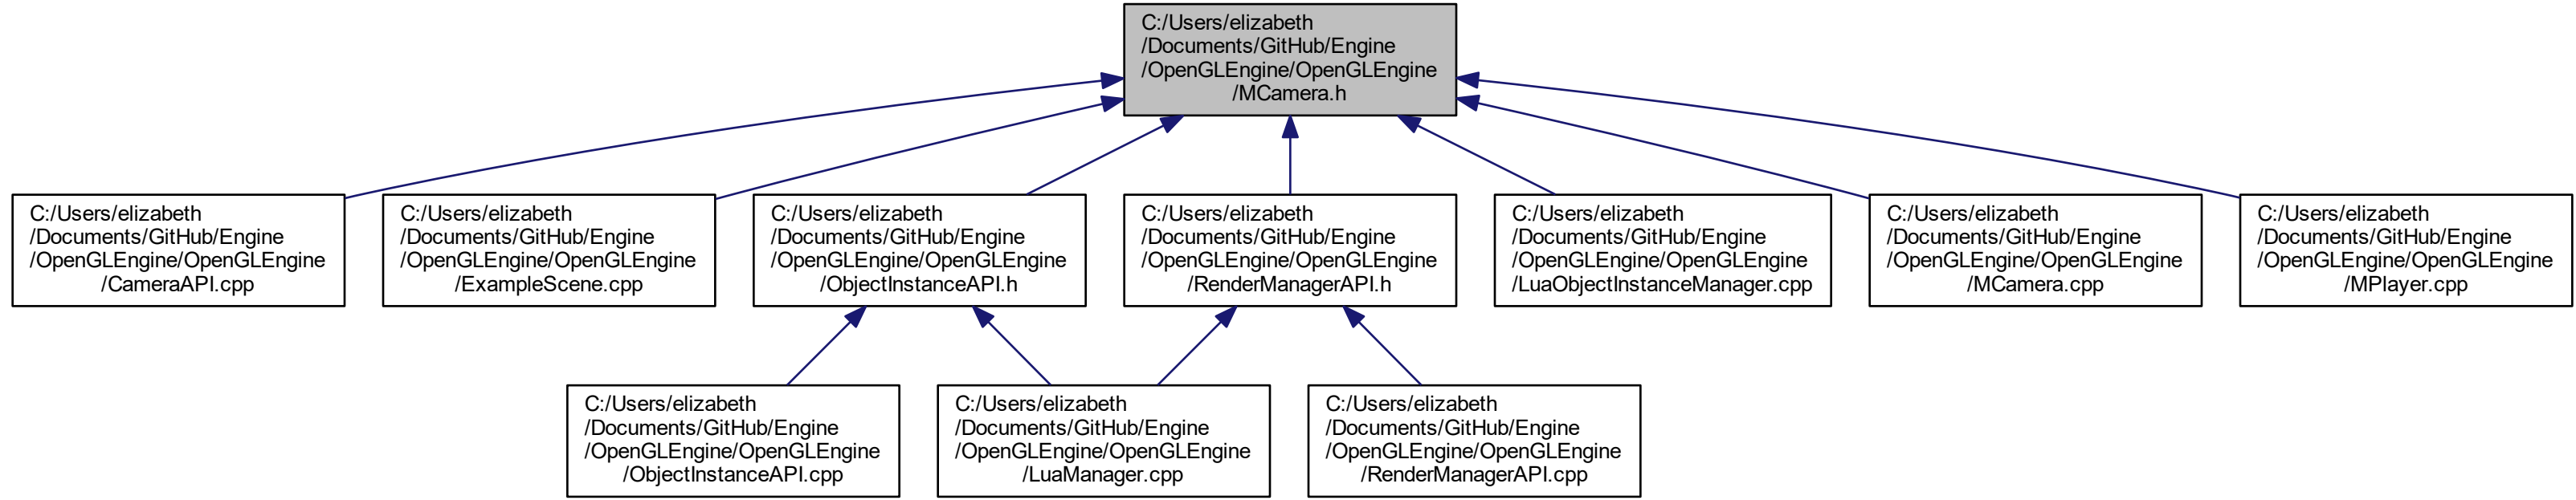 C:/Users/elizabeth
/Documents/GitHub/Engine
/OpenGLEngine/OpenGLEngine
/MCamera.h
C:/Users/elizabeth
/Documents/GitHub/Engine
/OpenGLEngine/OpenGLEngine
/CameraAPI.cpp
C:/Users/elizabeth
/Documents/GitHub/Engine
/OpenGLEngine/OpenGLEngine
/ExampleScene.cpp
C:/Users/elizabeth
/Documents/GitHub/Engine
/OpenGLEngine/OpenGLEngine
/ObjectInstanceAPI.h
C:/Users/elizabeth
/Documents/GitHub/Engine
/OpenGLEngine/OpenGLEngine
/RenderManagerAPI.h
C:/Users/elizabeth
/Documents/GitHub/Engine
/OpenGLEngine/OpenGLEngine
/LuaObjectInstanceManager.cpp
C:/Users/elizabeth
/Documents/GitHub/Engine
/OpenGLEngine/OpenGLEngine
/MCamera.cpp
C:/Users/elizabeth
/Documents/GitHub/Engine
/OpenGLEngine/OpenGLEngine
/MPlayer.cpp
C:/Users/elizabeth
/Documents/GitHub/Engine
/OpenGLEngine/OpenGLEngine
/ObjectInstanceAPI.cpp
C:/Users/elizabeth
/Documents/GitHub/Engine
/OpenGLEngine/OpenGLEngine
/LuaManager.cpp
C:/Users/elizabeth
/Documents/GitHub/Engine
/OpenGLEngine/OpenGLEngine
/RenderManagerAPI.cpp